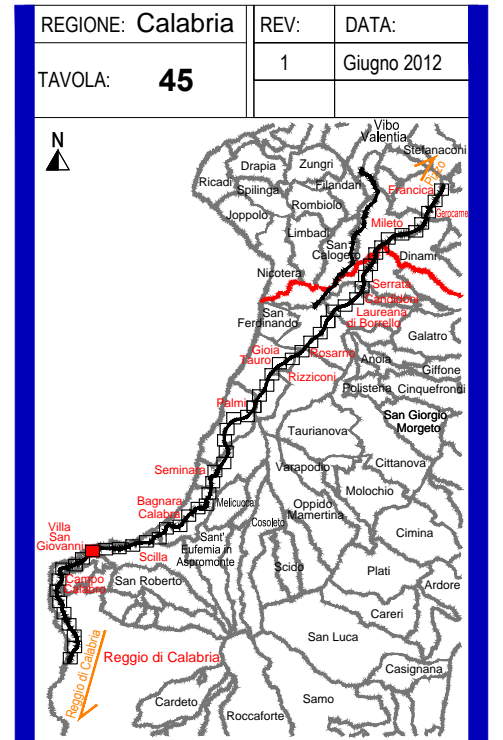 REGIONE: Calabria
REV:
DATA:
TAVOLA: 45
1
Giugno 2012
N
Vibo
Valentia
Stefanaconi
Pizzo
Drapia
Zungri
Ricadi
Spilinga
Filandari
Francica
Rombiolo
Joppolo
Gerocarne
Mileto
Limbadi
San
Calogero
Dinami
Nicotera
Serrata
Candidoni
San
Ferdinando
Laureana
di Borrello
Galatro
Gioia
Tauro
Rosarno
Anoia
Giffone
Rizziconi
Polistena
Cinquefrondi
Palmi
San Giorgio
Morgeto
Taurianova
Seminara
Varapodio
Cittanova
Molochio
Bagnara
Calabra
Melicuccà
Oppido
Mamertina
Cosoleto
Villa
San
Giovanni
Sant'
Eufemia in
Aspromonte
Cimina
Scilla
Scido
Campo
Calabro
San Roberto
Plati
Ardore
Careri
San Luca
Reggio di Calabria
Reggio di Calabria
Casignana
Cardeto
Samo
Roccaforte